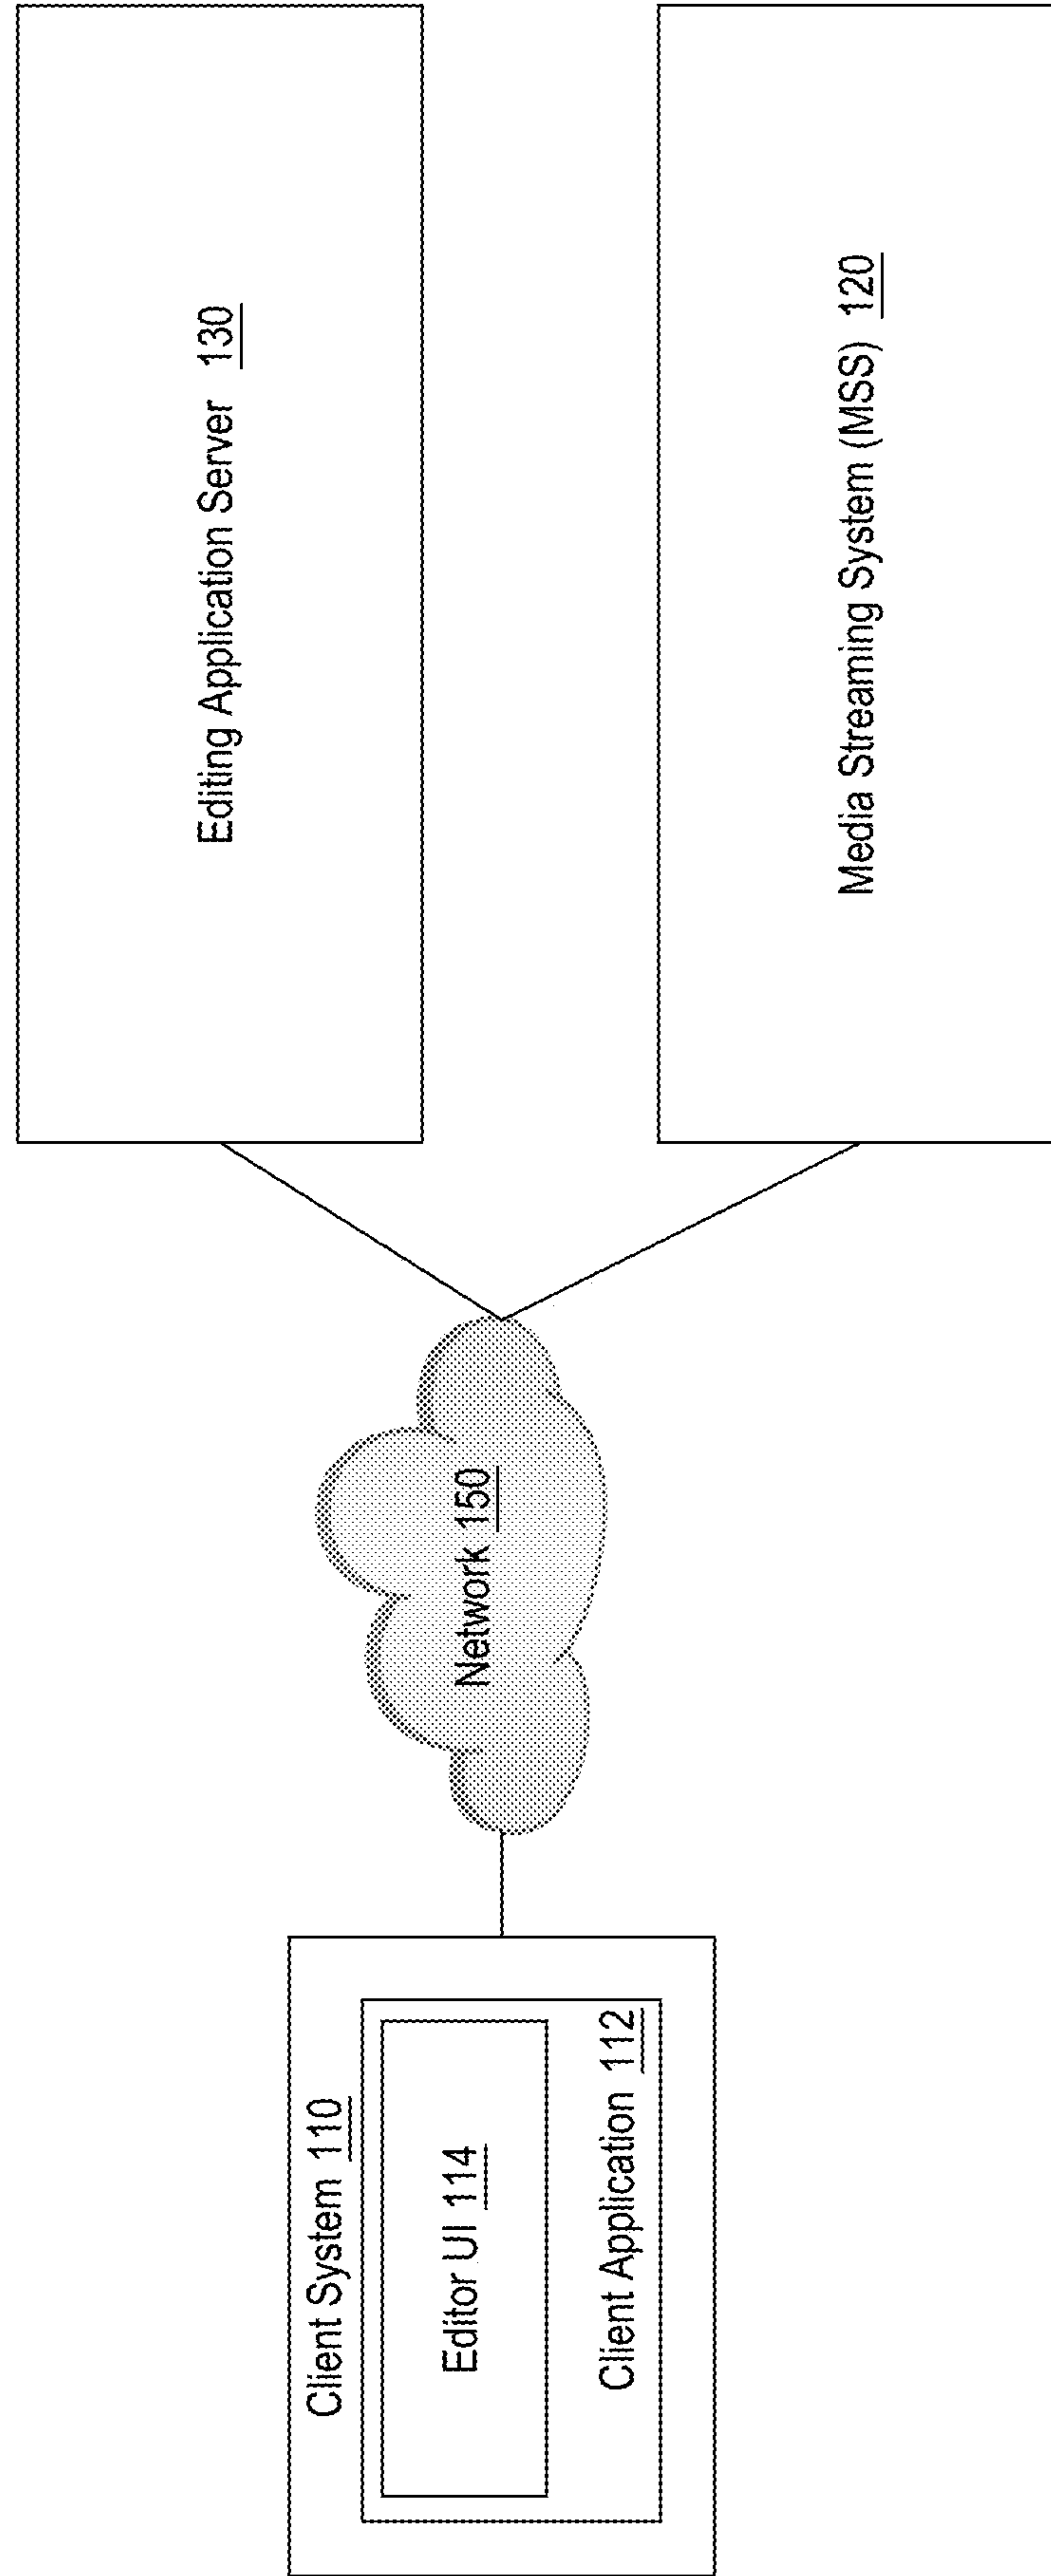 Client System 110
Editor UI 114
Client Application 112
Network 150
Editing Application Server 130
Media Streaming System (MSS) 120